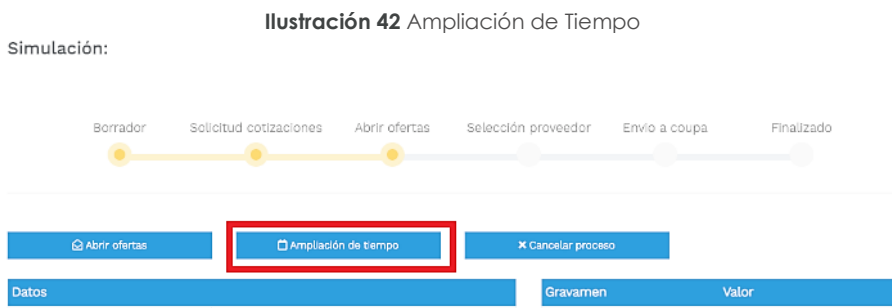 Ilustración 42 Ampliación de Tiempo
Simulación:
Borrador Solicitud cotizaciones Abrir ofertas Selección proveedor Envio a coupa Finalizado
Abrir ofertas Ampliación de tiempo Cancelar proceso
Datos Gravamen Valor